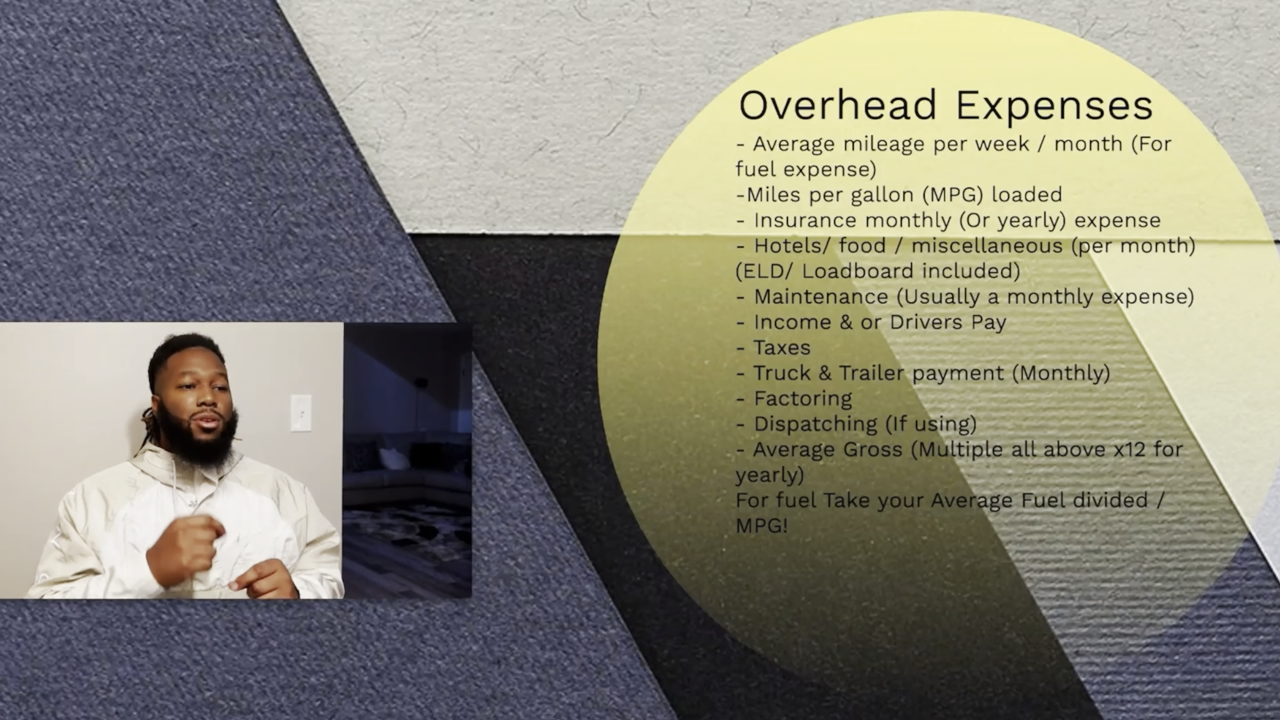 Overhead Expenses
- Average mileage per week / month (For
fuel expense)
-Miles per gallon (MPG) loaded
- Insurance monthly (Or yearly) expense
- Hotels/ food / miscellaneous (per month)
(ELD/ Loadboard included)
- Maintenance (Usually a monthly expense)
- Income & or Drivers Pay
- Taxes
- Truck & Trailer payment (Monthly)
- Factoring
- Dispatching (If using)
- Average Gross (Multiple all above x12 for
yearly)
For fuel Take your Average Fuel divided /
MPG!